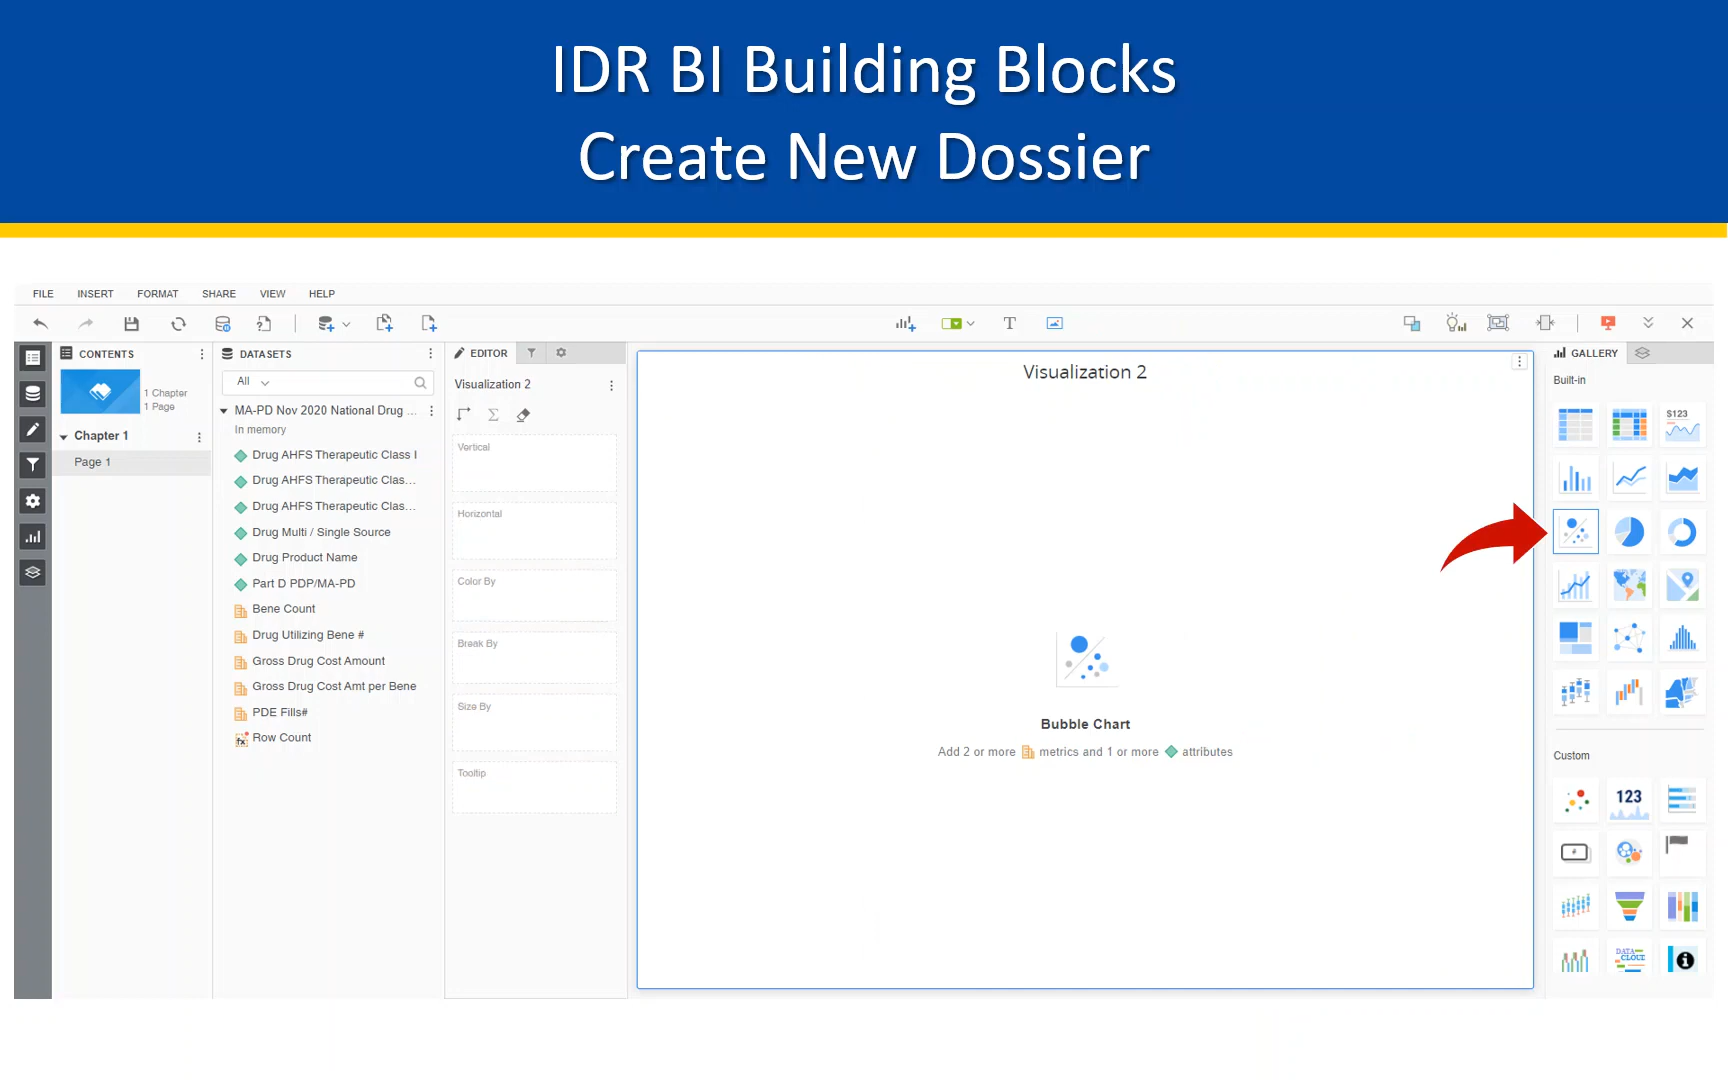 IDR BI Building Blocks
Create New Dossier
FILE INSERT FORMAT SHARE VIEW HELP
CONTENTS
1 Chapter
1 Page
Chapter 1
Page 1
DATASETS
All
MA-PD Nov 2020 National Drug ...
In memory
Drug AHFS Therapeutic Class I
Drug AHFS Therapeutic Clas...
Drug AHFS Therapeutic Clas...
Drug Multi / Single Source
Drug Product Name
Part D PDP/MA-PD
Bene Count
Drug Utilizing Bene #
Gross Drug Cost Amount
Gross Drug Cost Amt per Bene
PDE Fills#
fx Row Count
EDITOR
Visualization 2
Vertical
Horizontal
Color By
Break By
Size By
Tooltip
Visualization 2
Bubble Chart
Add 2 or more metrics and 1 or more attributes
GALLERY
Built-in
$123
Custom
123
#
DATA
CLOUD